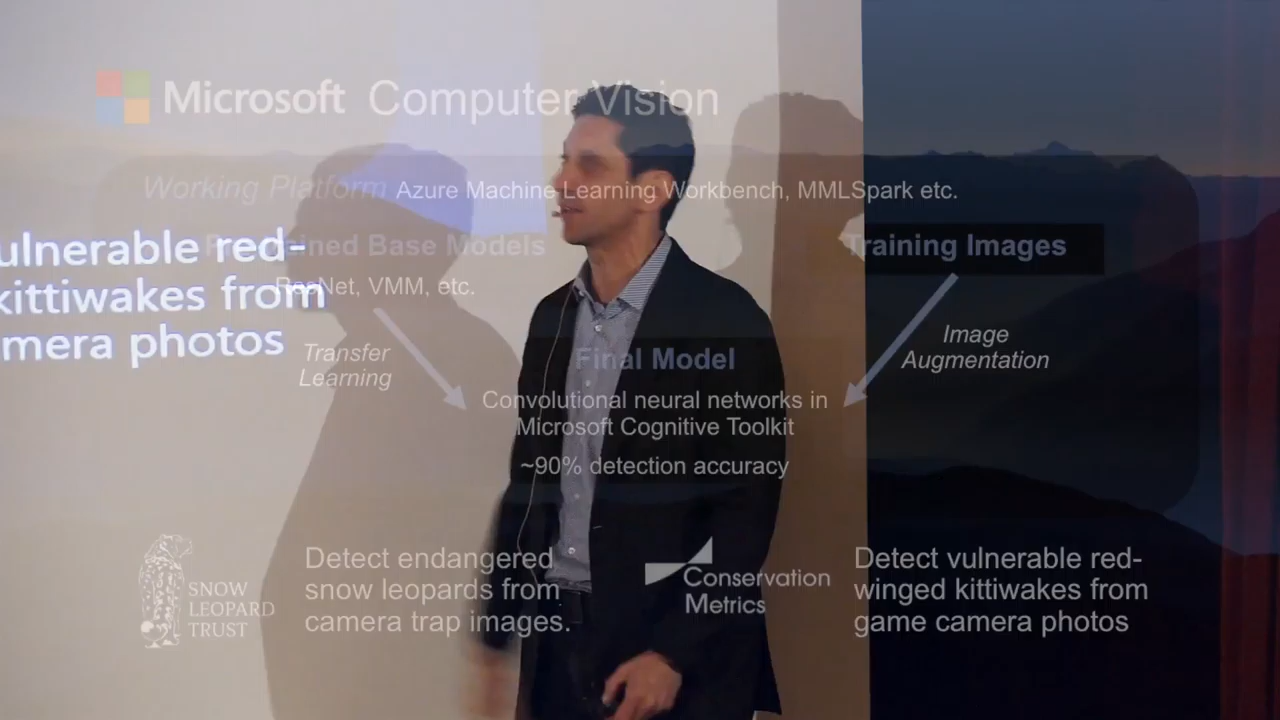 Microsoft Computer Vision
Working Platform Azure Machine Learning Workbench, MMLSpark etc.
Base Models
Training Images
ResNet, VMM, etc.
ulnerable red-
kittiwakes from
mera photos
Transfer
Learning
Image
Augmentation
Final Model
Convolutional neural networks in
Microsoft Cognitive Toolkit
~90% detection accuracy
SNOW
LEOPARD
TRUST
Detect endangered
snow leopards from
camera trap images.
Conservation
Metrics
Detect vulnerable red-
winged kittiwakes from
game camera photos